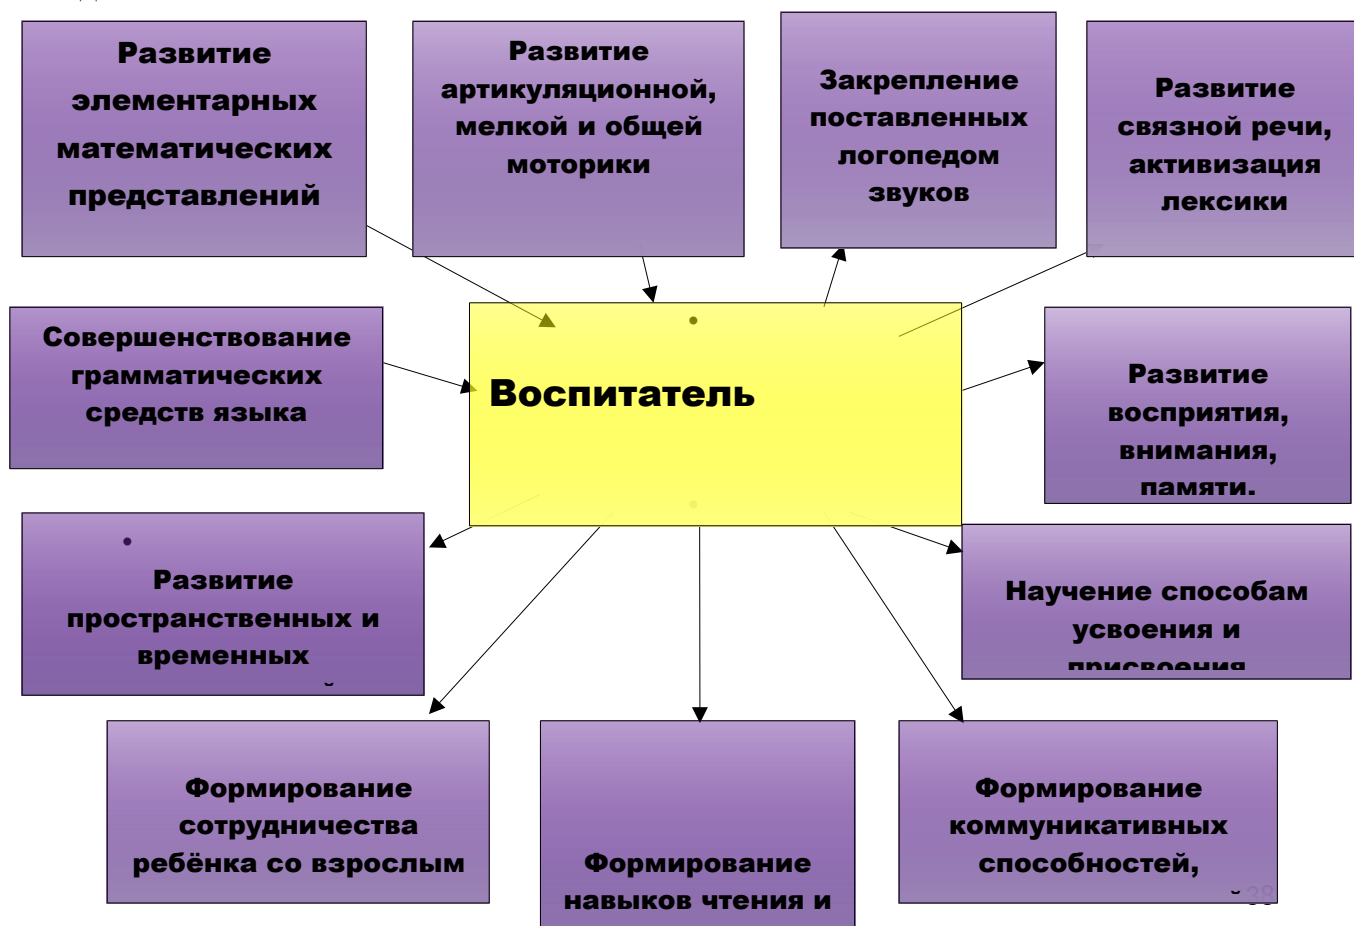 Развитие
элементарных
математических
представлений
Развитие
артикуляционной,
мелкой и общей
моторики
Закрепление
поставленных
логопедом
звуков
Развитие
связной речи,
активизация
лексики
Совершенствование
грамматических
средств языка
• 
Воспитатель
Развитие
восприятия,
внимания,
памяти.
• 
Развитие
пространственных и
временных
Научение способам
усвоения и
присвоения
Формирование
сотрудничества
ребёнка со взрослым
Формирование
навыков чтения и
Формирование
коммуникативных
способностей,
38